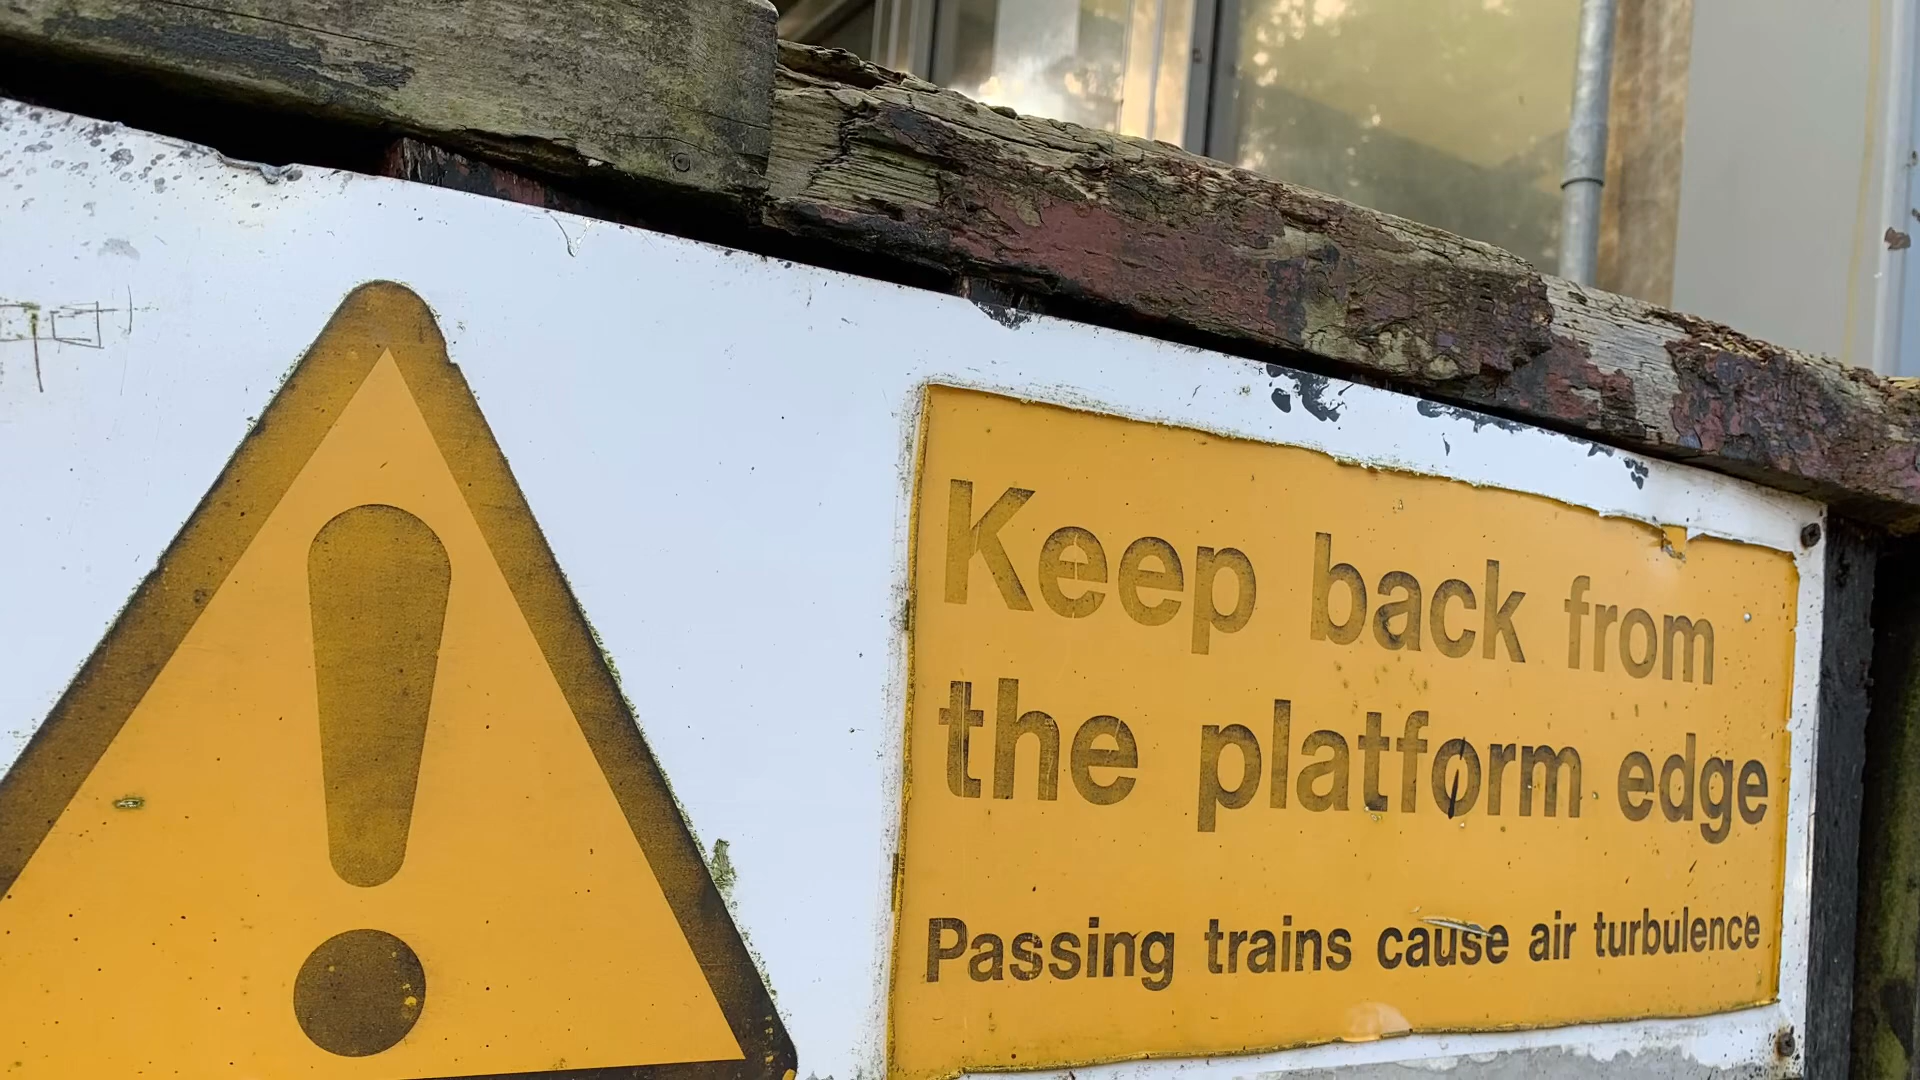 Keep back from
the platform edge
Passing trains cause air turbulence